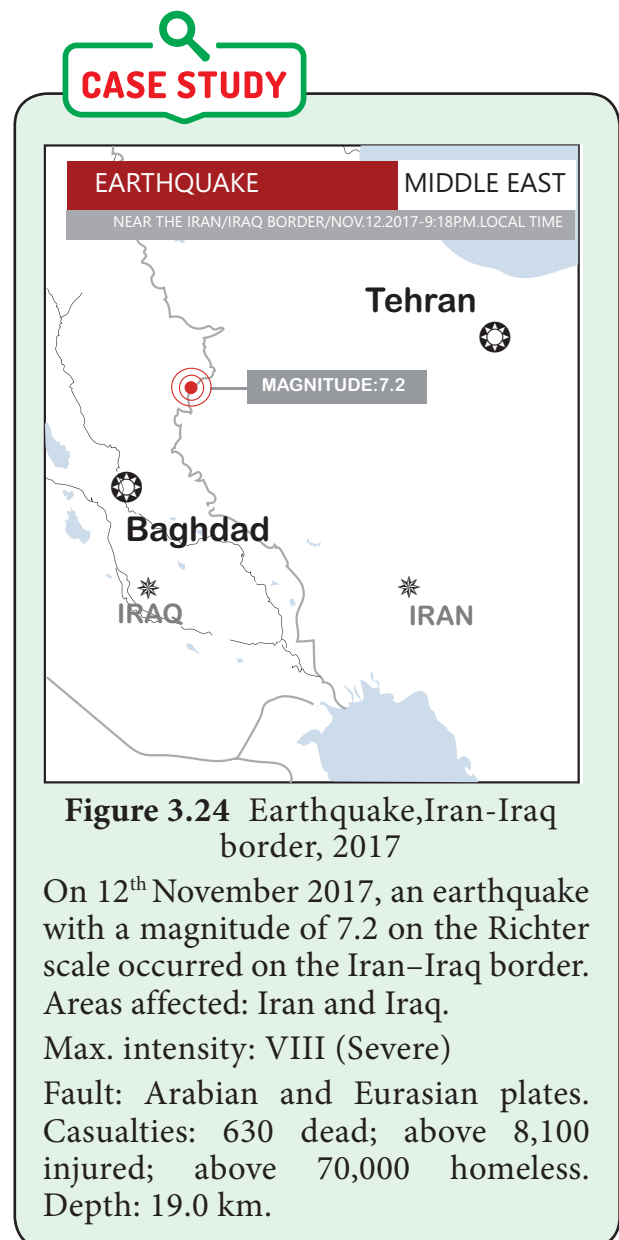 CASE STUDY
EARTHQUAKE MIDDLE EAST
NEAR THE IRAN/IRAQ BORDER/NOV.12.2017-9:18P.M.LOCAL TIME
Tehran
MAGNITUDE:7.2
Baghdad
IRAQ
IRAN
Figure 3.24 Earthquake,Iran-Iraq
border, 2017
On 12th November 2017, an earthquake
with a magnitude of 7.2 on the Richter
scale occurred on the Iran–Iraq border.
Areas affected: Iran and Iraq.
Max. intensity: VIII (Severe)
Fault: Arabian and Eurasian plates.
Casualties: 630 dead; above 8,100
injured; above 70,000 homeless.
Depth: 19.0 km.